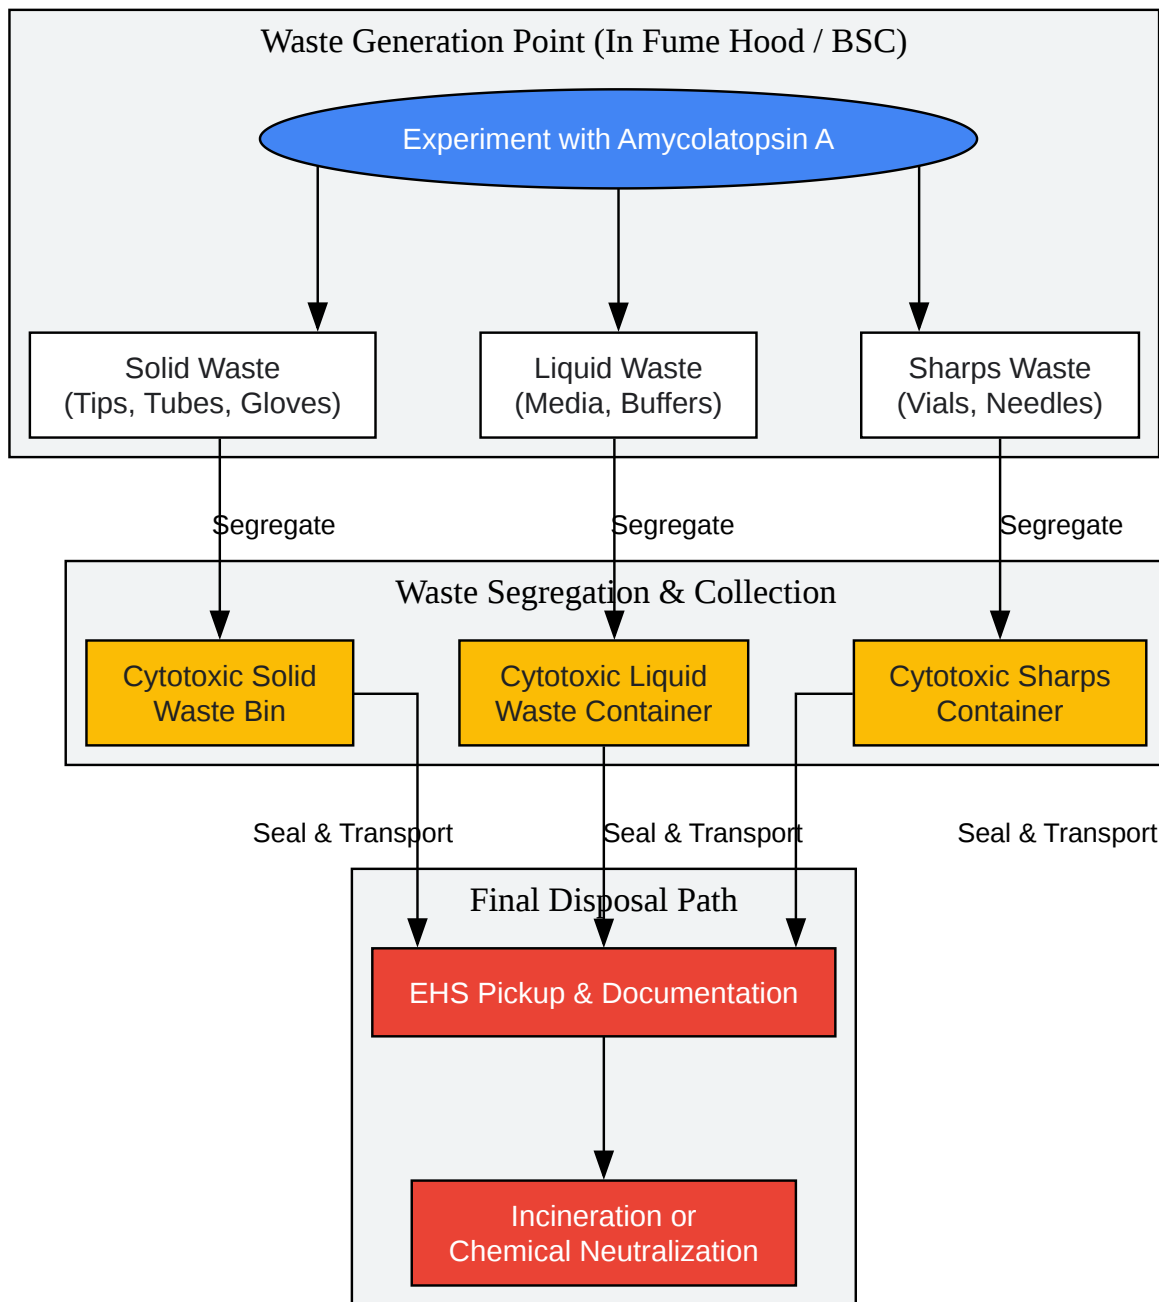 Waste Generation Point (In Fume Hood / BSC)
Experiment with Amycolatopsin A
Solid Waste
(Tips, Tubes, Gloves)
Liquid Waste
(Media, Buffers)
Sharps Waste
(Vials, Needles)
Segregate
Segregate
Segregate
Waste Segregation & Collection
Cytotoxic Solid
Waste Bin
Cytotoxic Liquid
Waste Container
Cytotoxic Sharps
Container
Seal & Transport
Seal & Transport
Seal & Transport
Final Disposal Path
EHS Pickup & Documentation
Incineration or
Chemical Neutralization